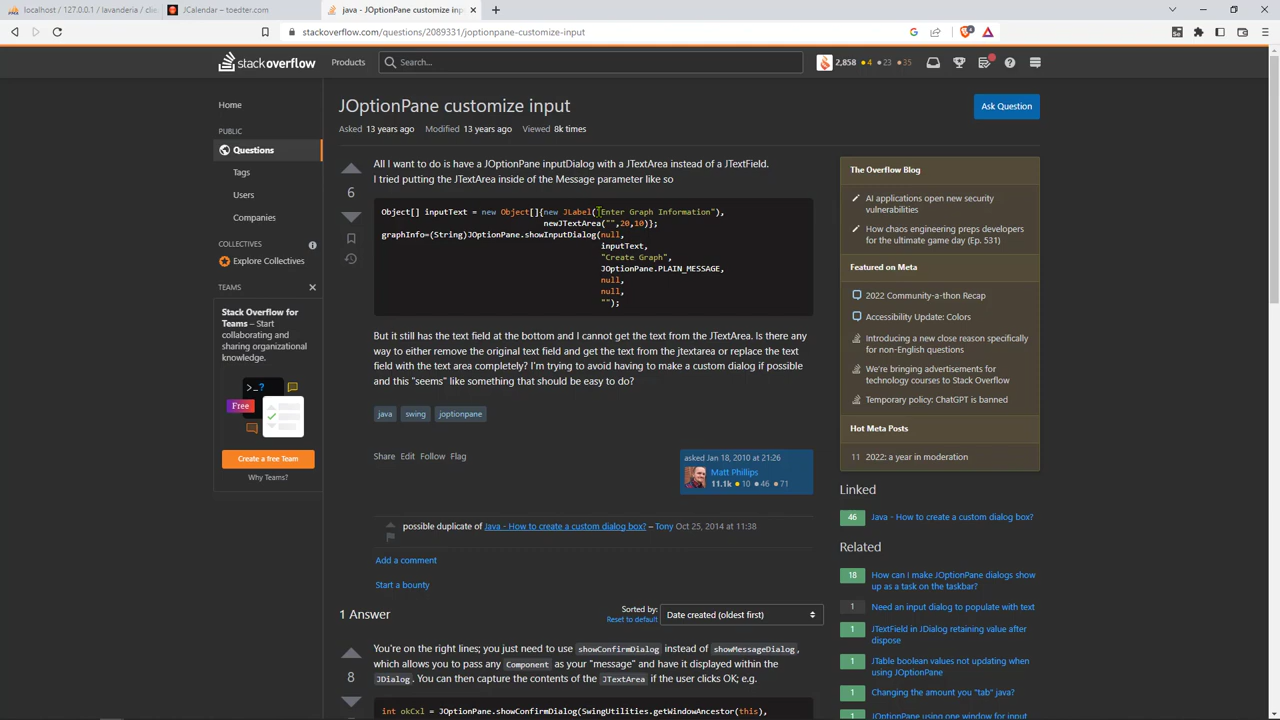 localhost / 127.0.0.1 / lavanderia / clie
JCalendar – toedter.com
java - JOptionPane customize inp
stackoverflow.com/questions/2089331/joptionpane-customize-input
stackoverflow
Products
Search...
2,858 4 23 35
Home
PUBLIC
Questions
Tags
Users
Companies
COLLECTIVES
Explore Collectives
TEAMS
Stack Overflow for
Teams – Start
collaborating and
sharing organizational
knowledge.
>_?
Free
Create a free Team
Why Teams?
JOptionPane customize input
Ask Question
Asked 13 years ago Modified 13 years ago Viewed 8k times
6
All I want to do is have a JOptionPane inputDialog with a JTextArea instead of a JTextField.
I tried putting the JTextArea inside of the Message parameter like so
Object[] inputText = new Object[]{new JLabel("Enter Graph Information"),
newJTextArea("",20,10)};
graphInfo=(String)JOptionPane.showInputDialog(null,
inputText,
"Create Graph",
JOptionPane.PLAIN_MESSAGE,
null,
null,
"");
But it still has the text field at the bottom and I cannot get the text from the JTextArea. Is there any
way to either remove the original text field and get the text from the jtextarea or replace the text
field with the text area completely? I'm trying to avoid having to make a custom dialog if possible
and this "seems" like something that should be easy to do?
java swing joptionpane
Share Edit Follow Flag
asked Jan 18, 2010 at 21:26
Matt Phillips
11.1k 10 46 71
possible duplicate of Java - How to create a custom dialog box? – Tony Oct 25, 2014 at 11:38
Add a comment
Start a bounty
1 Answer
Sorted by:
Reset to default
Date created (oldest first)
8
You're on the right lines; you just need to use showConfirmDialog instead of showMessageDialog,
which allows you to pass any Component as your "message" and have it displayed within the
JDialog. You can then capture the contents of the JTextArea if the user clicks OK; e.g.
int okCxl = JOptionPane.showConfirmDialog(SwingUtilities.getWindowAncestor(this),
The Overflow Blog
AI applications open new security
vulnerabilities
How chaos engineering preps developers
for the ultimate game day (Ep. 531)
Featured on Meta
2022 Community-a-thon Recap
Accessibility Update: Colors
Introducing a new close reason specifically
for non-English questions
We're bringing advertisements for
technology courses to Stack Overflow
Temporary policy: ChatGPT is banned
Hot Meta Posts
11 2022: a year in moderation
Linked
46 Java - How to create a custom dialog box?
Related
18 How can I make JOptionPane dialogs show
up as a task on the taskbar?
1 Need an input dialog to populate with text
1 JTextField in JDialog retaining value after
dispose
1 JTable boolean values not updating when
using JOptionPane
1 Changing the amount you "tab" java?
1 JOptionPane using one window for input